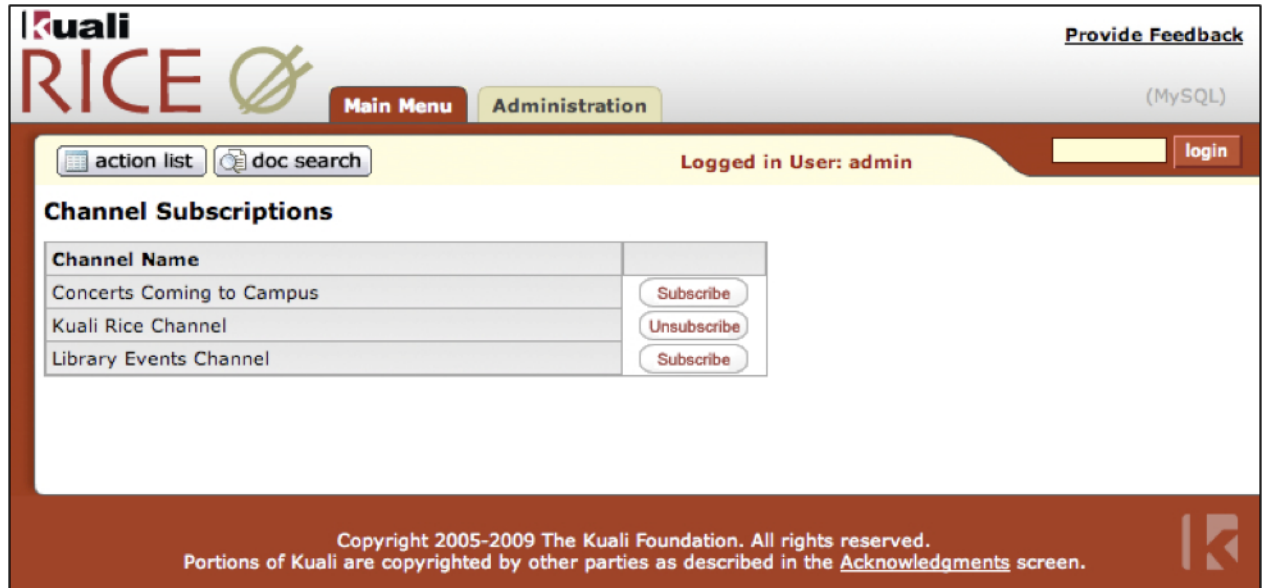 Kuali
RICE
Provide Feedback
Main Menu Administration
(MySQL)
action list doc search Logged in User: admin login
Channel Subscriptions
Channel Name
Concerts Coming to Campus Subscribe
Kuali Rice Channel Unsubscribe
Library Events Channel Subscribe
Copyright 2005-2009 The Kuali Foundation. All rights reserved.
Portions of Kuali are copyrighted by other parties as described in the Acknowledgments screen.